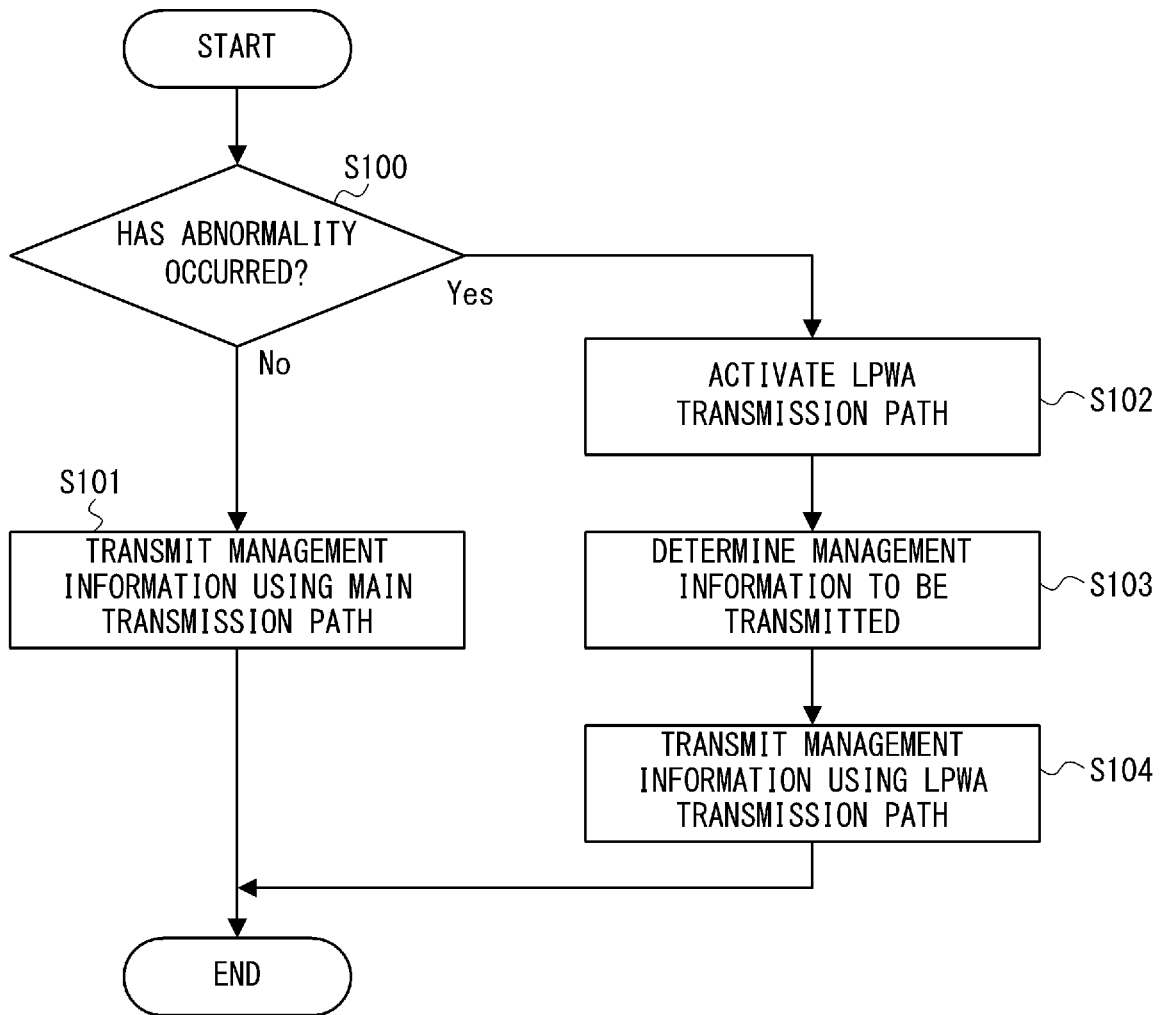 START
S100
HAS ABNORMALITY
OCCURRED?
Yes
No
ACTIVATE LPWA
TRANSMISSION PATH
S102
S101
TRANSMIT MANAGEMENT
INFORMATION USING MAIN
TRANSMISSION PATH
DETERMINE MANAGEMENT
INFORMATION TO BE
TRANSMITTED
S103
TRANSMIT MANAGEMENT
INFORMATION USING LPWA
TRANSMISSION PATH
S104
END